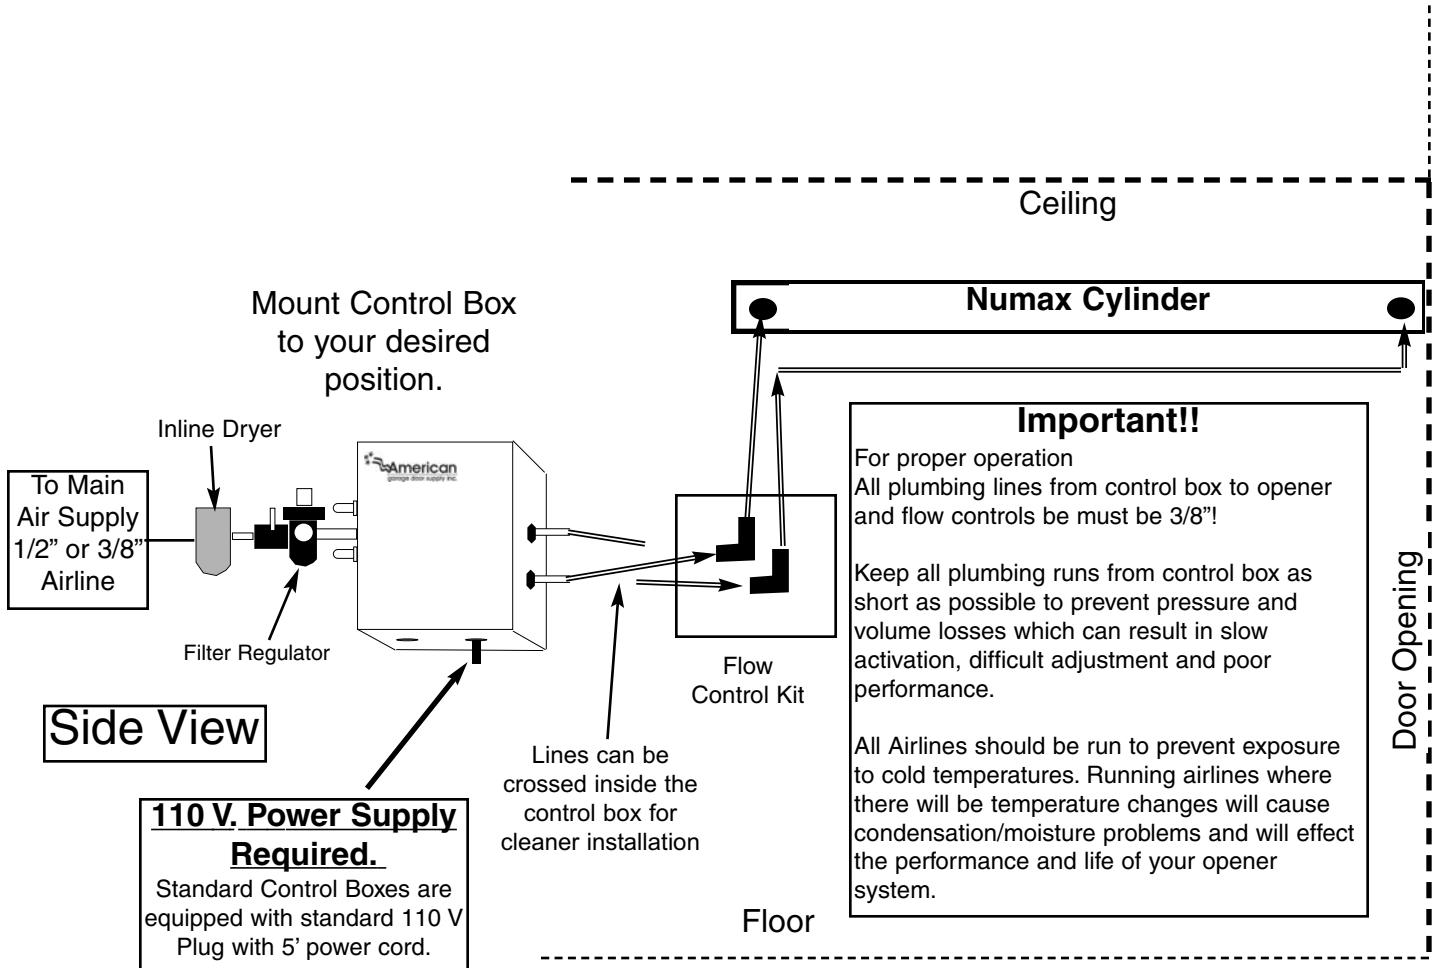 Ceiling
Numax Cylinder
Mount Control Box
to your desired
position.
Inline Dryer
To Main
Air Supply
1/2” or 3/8”
Airline
American
garage door supply inc.
Filter Regulator
Side View
110 V. Power Supply
Required.
Standard Control Boxes are
equipped with standard 110 V
Plug with 5’ power cord.
Lines can be
crossed inside the
control box for
cleaner installation
Flow
Control Kit
Important!!
For proper operation
All plumbing lines from control box to opener
and flow controls be must be 3/8”!
Keep all plumbing runs from control box as
short as possible to prevent pressure and
volume losses which can result in slow
activation, difficult adjustment and poor
performance.
All Airlines should be run to prevent exposure
to cold temperatures. Running airlines where
there will be temperature changes will cause
condensation/moisture problems and will effect
the performance and life of your opener
system.
Door Opening
Floor